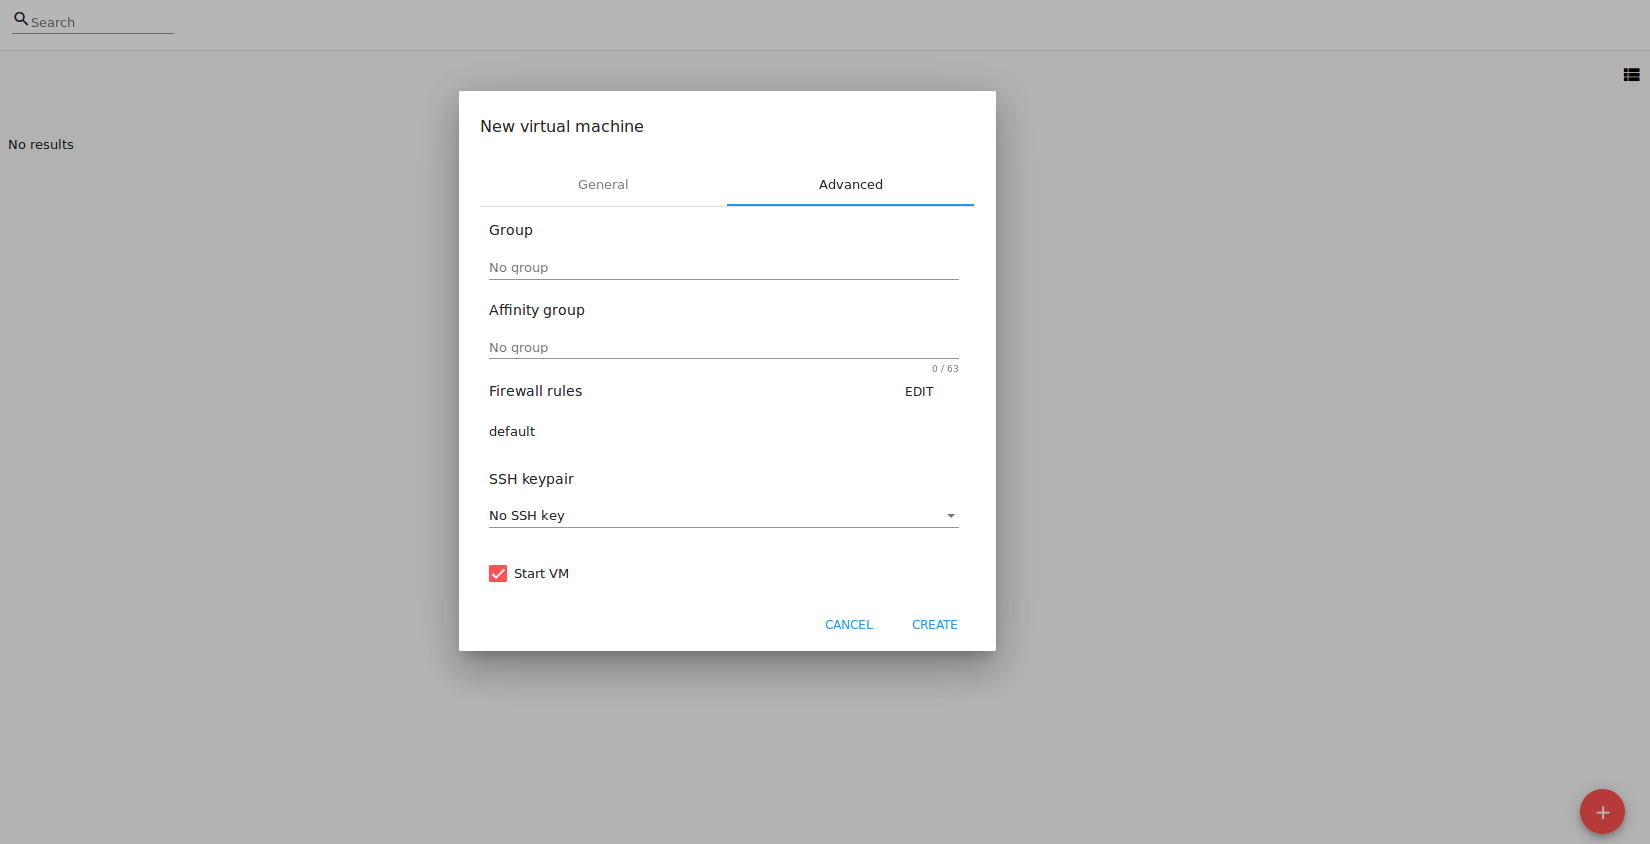 Search
No results
New virtual machine
General Advanced
Group
No group
Affinity group
No group
0 / 63
Firewall rules EDIT
default
SSH keypair
No SSH key
Start VM
CANCEL CREATE